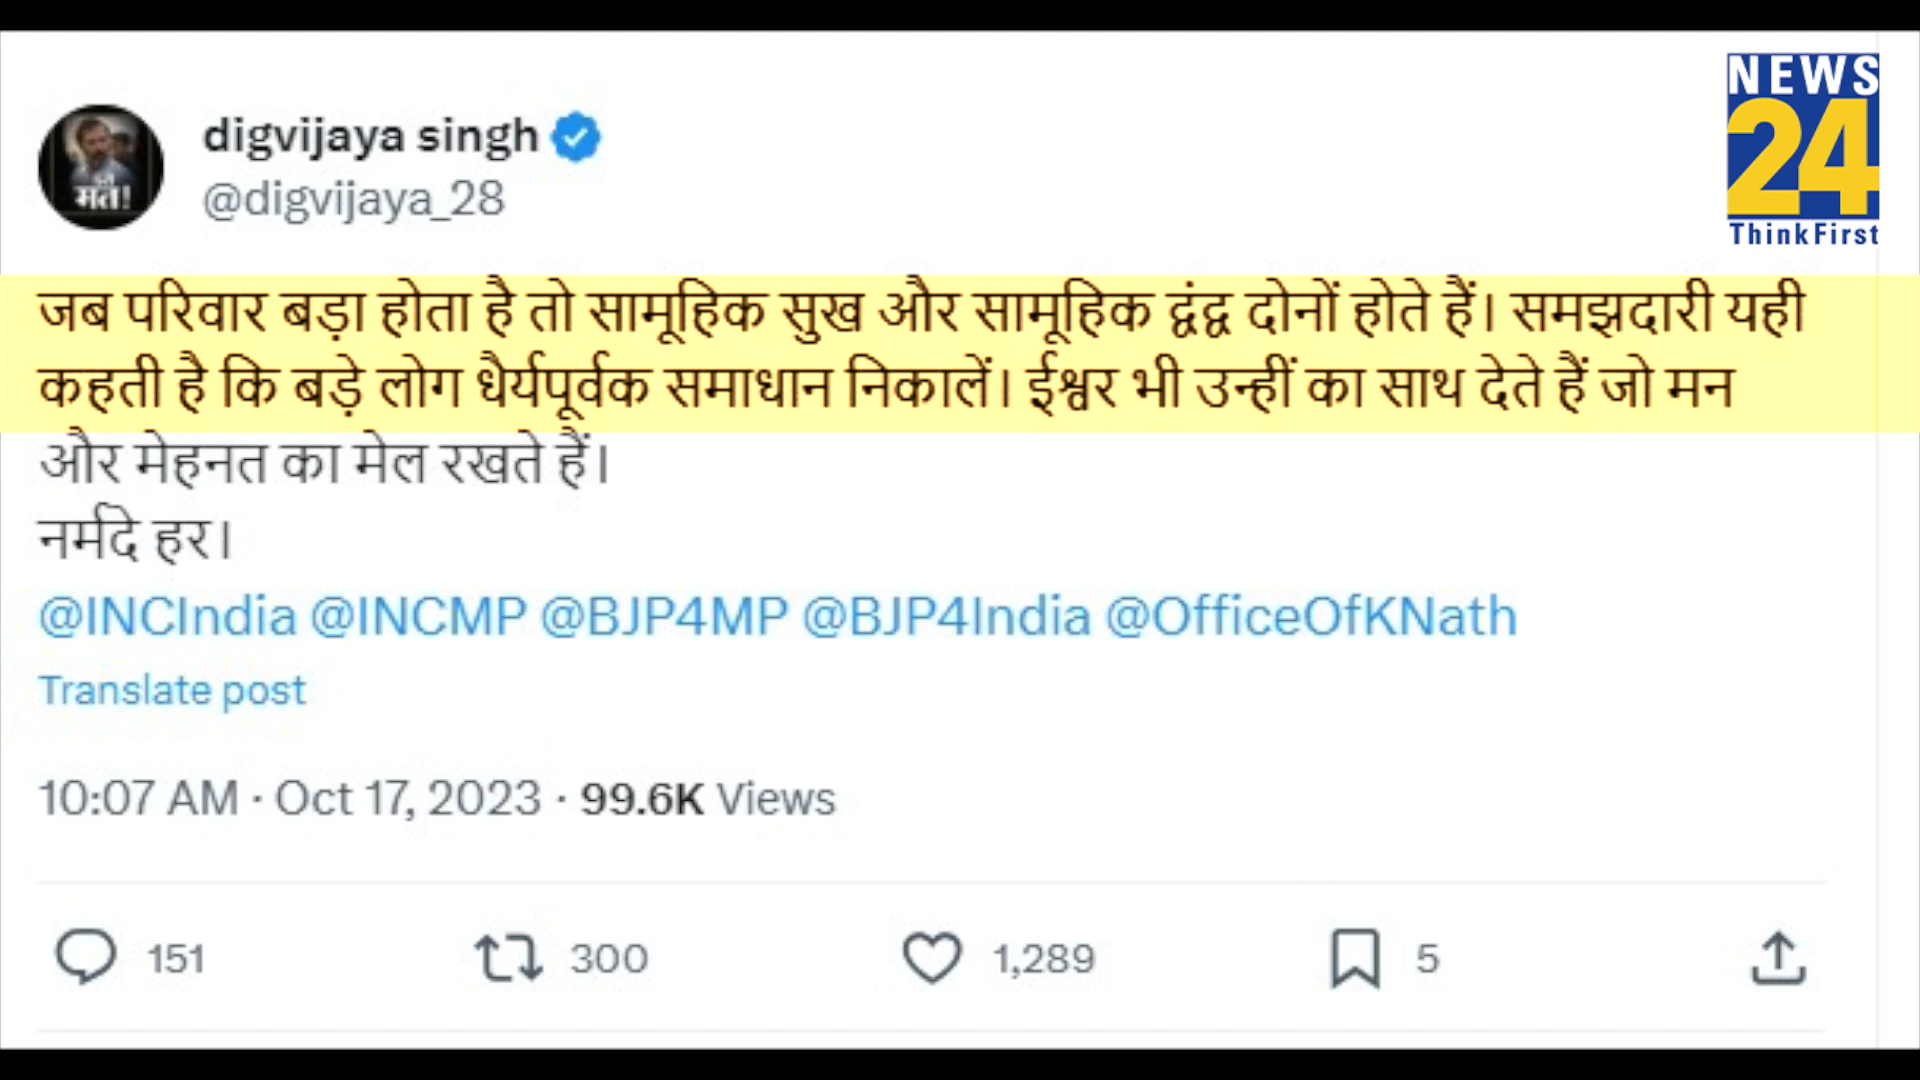 NEWS
24
ThinkFirst
digvijaya singh
@digvijaya_28
मत!
जब परिवार बड़ा होता है तो सामूहिक सुख और सामूहिक द्वंद्व दोनों होते हैं। समझदारी यही
कहती है कि बड़े लोग धैर्यपूर्वक समाधान निकालें। ईश्वर भी उन्हीं का साथ देते हैं जो मन
और मेहनत का मेल रखते हैं।
नर्मदे हर।
@INCIndia @INCMP @BJP4MP @BJP4India @OfficeOfKNath
Translate post
10:07 AM · Oct 17, 2023 · 99.6K Views
151 300 1,289 5